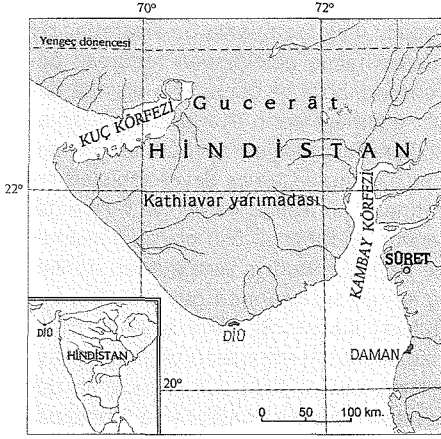 70° 72°
Yengeç dönencesi
KUÇ KÖRFEZİ
Gucerât
HİNDİSTAN
22°
Kathiavar yarımadası
KAMBAY KÖRFEZİ
SÛRET
DİÛ
DİÛ
HİNDİSTAN
DAMAN
20°
0 50 100 km.